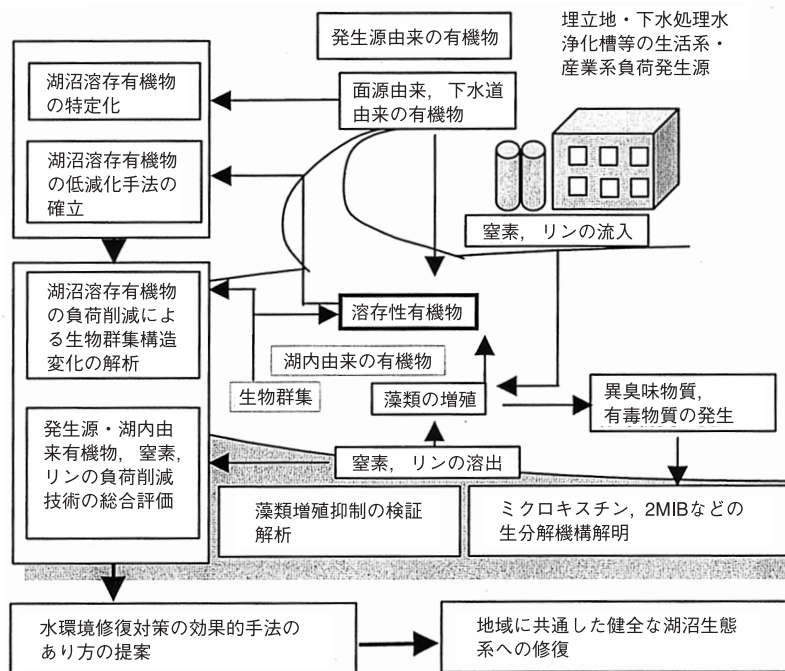 発生源由来の有機物
埋立地・下水処理水
浄化槽等の生活系・
産業系負荷発生源
湖沼溶存有機物
の特定化
面源由来，下水道
由来の有機物
湖沼溶存有機物
の低減化手法の
確立
窒素，リンの流入
湖沼溶存有機物
の負荷削減によ
る生物群集構造
変化の解析
溶存性有機物
湖内由来の有機物
生物群集
藻類の増殖
異臭味物質，
有毒物質の発生
発生源・湖内由
来有機物，窒素，
リンの負荷削減
技術の総合評価
窒素，リンの溶出
藻類増殖抑制の検証
解析
ミクロキスチン，2MIBなどの
生分解機構解明
水環境修復対策の効果的手法の
あり方の提案
地域に共通した健全な湖沼生態
系への修復